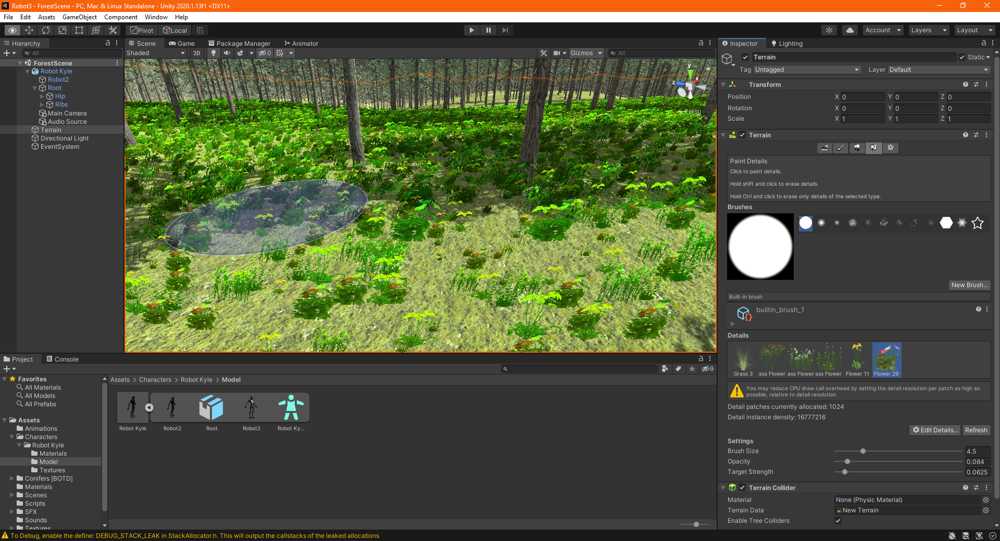 Robot3 - ForestScene - PC, Mac & Linux Standalone - Unity 2020.1.13f1 <DX11>
File Edit Assets GameObject Component Window Help
Pivot Local Account Layers Layout
Hierarchy
All
ForestScene
Robot Kyle
Robot2
Root
Hip
Ribs
Main Camera
Audio Source
Terrain
Directional Light
EventSystem
Scene Game Package Manager Animator
Shaded 2D 0 Gizmos All
y
x
z
Persp
Inspector Lighting
Terrain Static
Tag Untagged Layer Default
Transform
Position X 0 Y 0 Z 0
Rotation X 0 Y 0 Z 0
Scale X 1 Y 1 Z 1
Terrain
Paint Details
Click to paint details.
Hold shift and click to erase details.
Hold Ctrl and click to erase only details of the selected type.
Brushes
New Brush...
Built-in brush
builtin_brush_1
Details
Grass 3 ass Flower ass Flower ass Flower Flower 11 Flower 29
You may reduce CPU draw call overhead by setting the detail resolution per patch as high as
possible, relative to detail resolution.
Detail patches currently allocated: 1024
Detail instance density: 16777216
Edit Details... Refresh
Settings
Brush Size 4.5
Opacity 0.084
Target Strength 0.0625
Terrain Collider
Material None (Physic Material)
Terrain Data New Terrain
Enable Tree Colliders
Project Console
9
Favorites
All Materials
All Models
All Prefabs
Assets
Animations
Characters
Robot Kyle
Materials
Model
Textures
Conifers [BOTD]
Materials
Scenes
Scripts
SFX
Sounds
Textures
Assets > Characters > Robot Kyle > Model
Robot Kyle Robot2 Root Robot2 Robot Ky...
To Debug, enable the define: DEBUG_STACK_LEAK in StackAllocator.h. This will output the callstacks of the leaked allocations